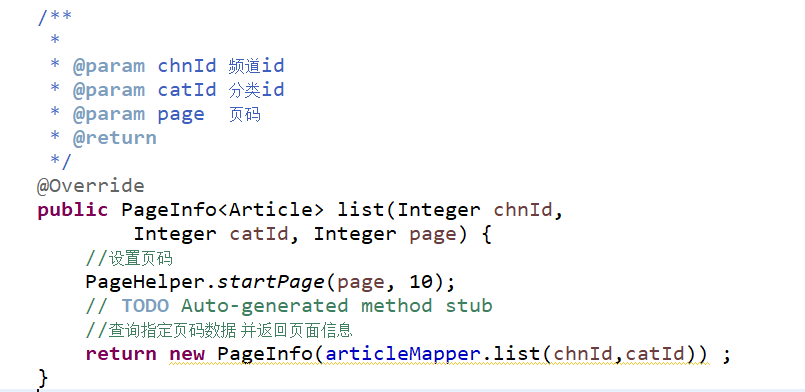 /**
 *
 * @param chnId 频道id
 * @param catId 分类id
 * @param page  页码
 * @return
 */
@Override
public PageInfo<Article> list(Integer chnId,
        Integer catId, Integer page) {
    //设置页码
    PageHelper.startPage(page, 10);
    // TODO Auto-generated method stub
    //查询指定页码数据 并返回页面信息
    return new PageInfo(articleMapper.list(chnId,catId)) ;
}